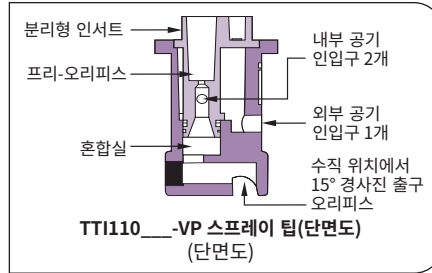 분리형 인서트
프리-오리피스
혼합실
내부 공기
인입구 2개
외부 공기
인입구 1개
수직 위치에서
15° 경사진 출구
오리피스
TTI110___-VP 스프레이 팁(단면도)
(단면도)